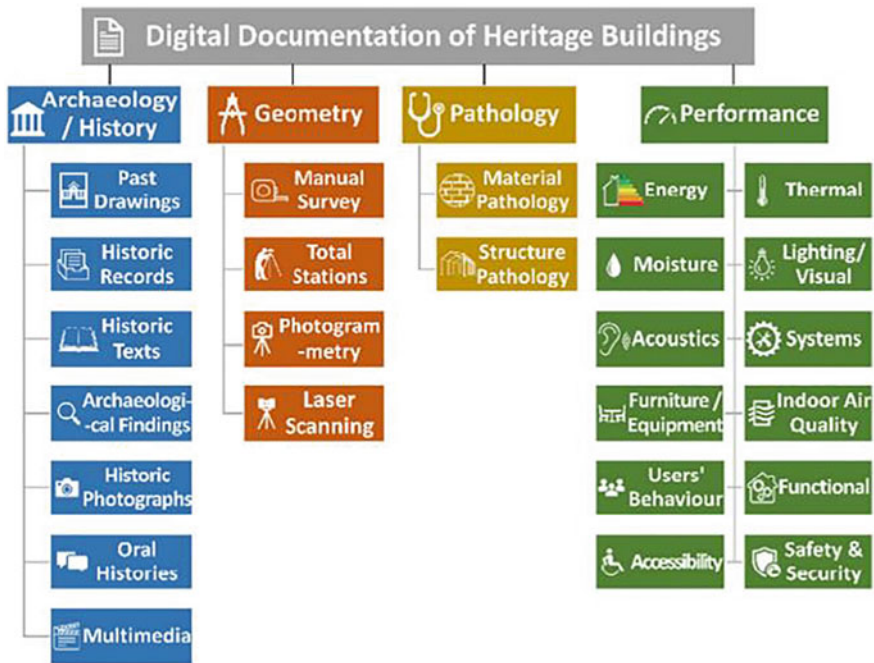 Digital Documentation of Heritage Buildings
Archaeology
/ History
Past
Drawings
Historic
Records
Historic
Texts
Archaeologi-
-cal Findings
Historic
Photographs
Oral
Histories
Multimedia
Geometry
Manual
Survey
Total
Stations
Photogram
-metry
Laser
Scanning
Pathology
Material
Pathology
Structure
Pathology
Performance
Energy
Thermal
Moisture
Lighting/
Visual
Acoustics
Systems
Furniture /
Equipment
Indoor Air
Quality
Users'
Behaviour
Functional
Accessibility
Safety &
Security